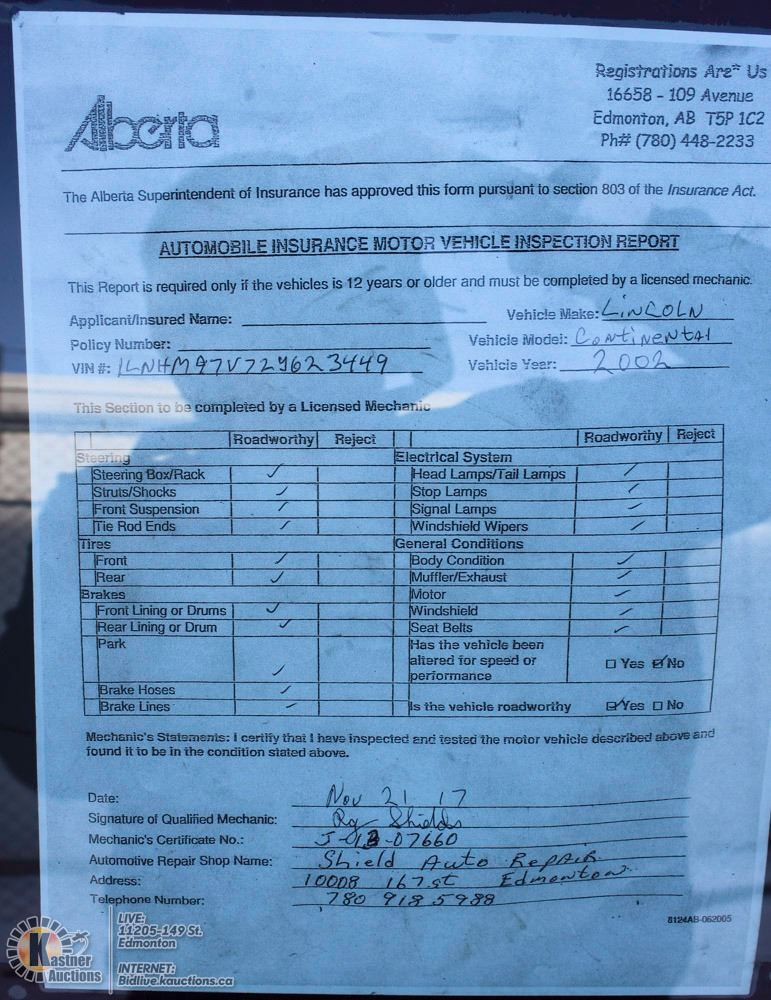 Alberta
Registrations Are* Us
16658 - 109 Avenue
Edmonton, AB T5P 1C2
Ph# (780) 448-2233
The Alberta Superintendent of Insurance has approved this form pursuant to section 803 of the Insurance Act.
AUTOMOBILE INSURANCE MOTOR VEHICLE INSPECTION REPORT
This Report is required only if the vehicles is 12 years or older and must be completed by a licensed mechanic.
Applicant/Insured Name: Vehicle Make: LINCOLN
Policy Number: Vehicle Model: Continental
VIN #: 1LNHM97V72Y623449 Vehicle Year: 2002
This Section to be completed by a Licensed Mechanic
Roadworthy Reject Roadworthy Reject
Steering Electrical System
Steering Box/Rack ✓ Head Lamps/Tail Lamps ✓
Struts/Shocks ✓ Stop Lamps ✓
Front Suspension ✓ Signal Lamps ✓
Tie Rod Ends ✓ Windshield Wipers ✓
Tires General Conditions
Front ✓ Body Condition ✓
Rear ✓ Muffler/Exhaust ✓
Brakes Motor ✓
Front Lining or Drums ✓ Windshield ✓
Rear Lining or Drum ✓ Seat Belts ✓
Park ✓ Has the vehicle been
altered for speed or ☐ Yes ☑ No
performance
Brake Hoses ✓
Brake Lines ✓ Is the vehicle roadworthy ☑ Yes ☐ No
Mechanic's Statements: I certify that I have inspected and tested the motor vehicle described above and
found it to be in the condition stated above.
Date: Nov 21 17
Signature of Qualified Mechanic: Shields
Mechanic's Certificate No.: 07660
Automotive Repair Shop Name: Shield Auto Repair
Address: 10008 167 st Edmonton
Telephone Number: 780 918 5988
8124AB-062005
Kastner
Auctions
LIVE:
11205-149 St.
Edmonton
INTERNET:
Bidlive.kauctions.ca